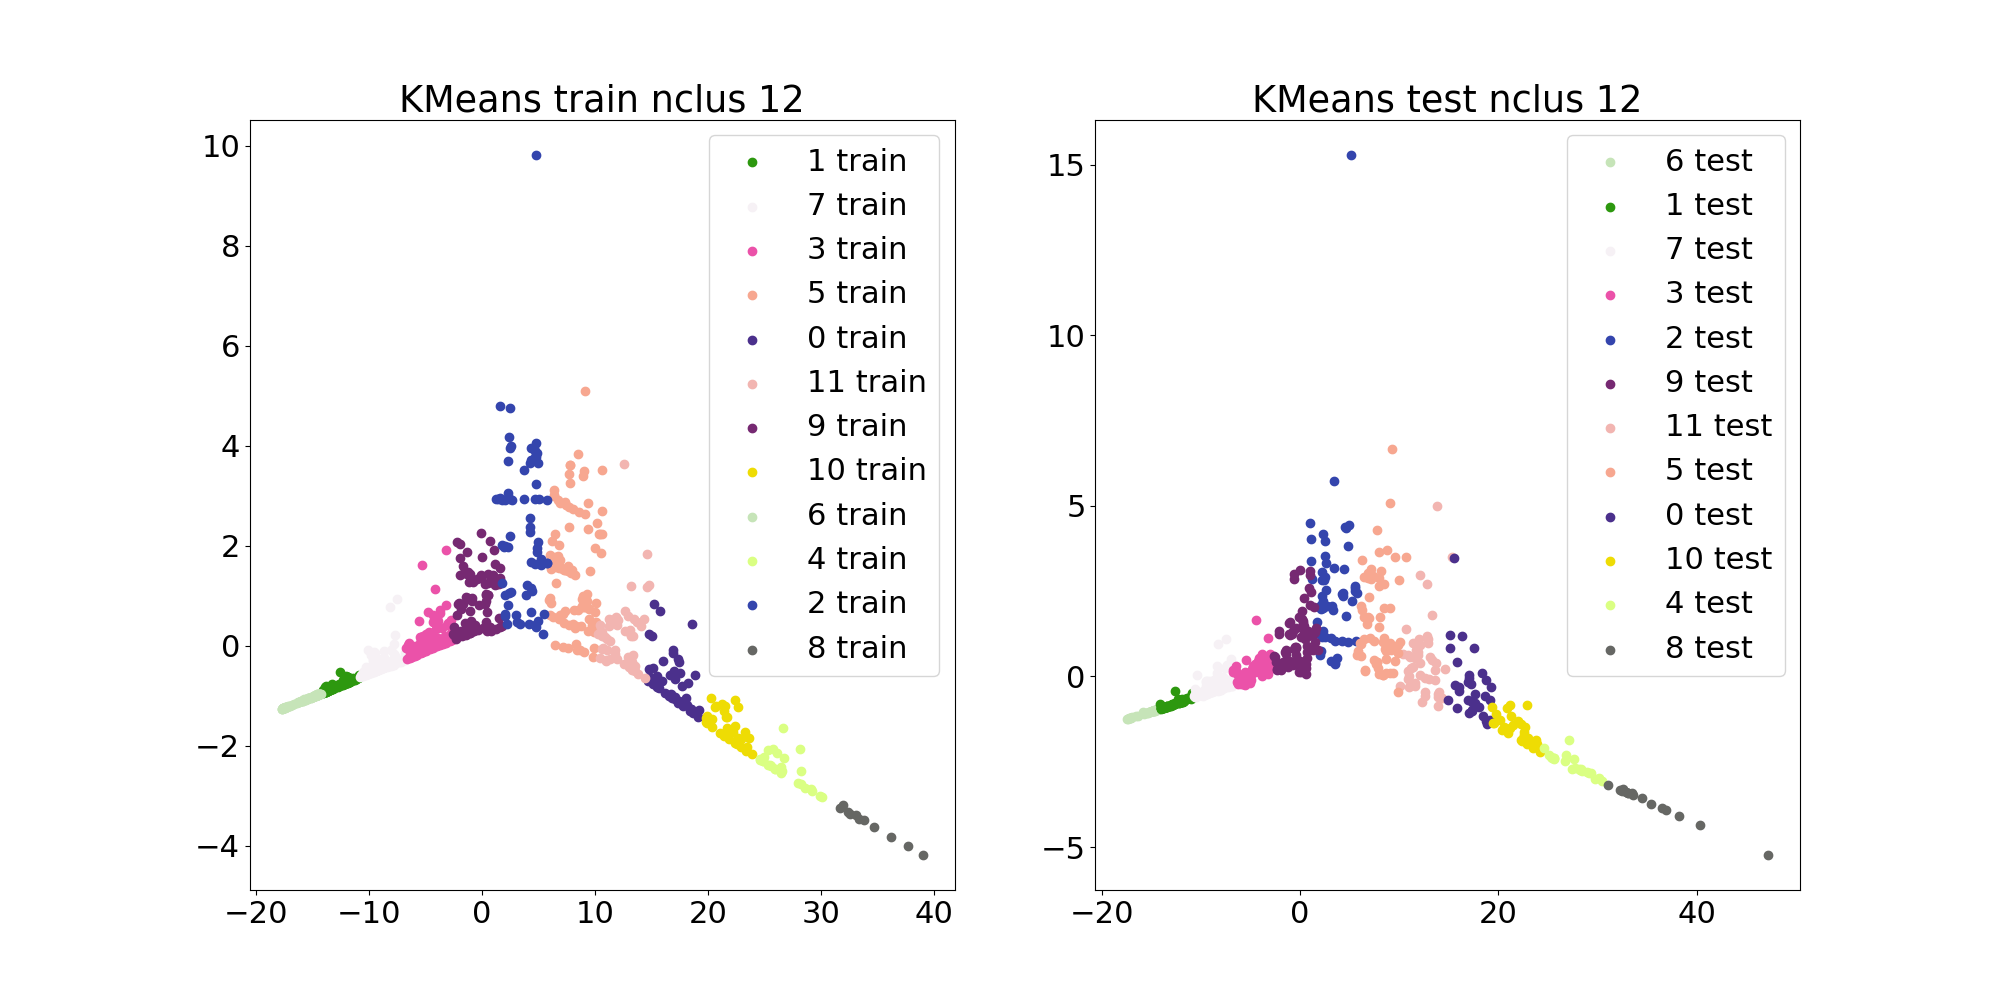 KMeans train nclus 12
10
8
6
4
2
0
−2
−4
−20
−10
0
10
20
30
40
1 train
7 train
3 train
5 train
0 train
11 train
9 train
10 train
6 train
4 train
2 train
8 train
KMeans test nclus 12
15
10
5
0
−5
−20
0
20
40
6 test
1 test
7 test
3 test
2 test
9 test
11 test
5 test
0 test
10 test
4 test
8 test